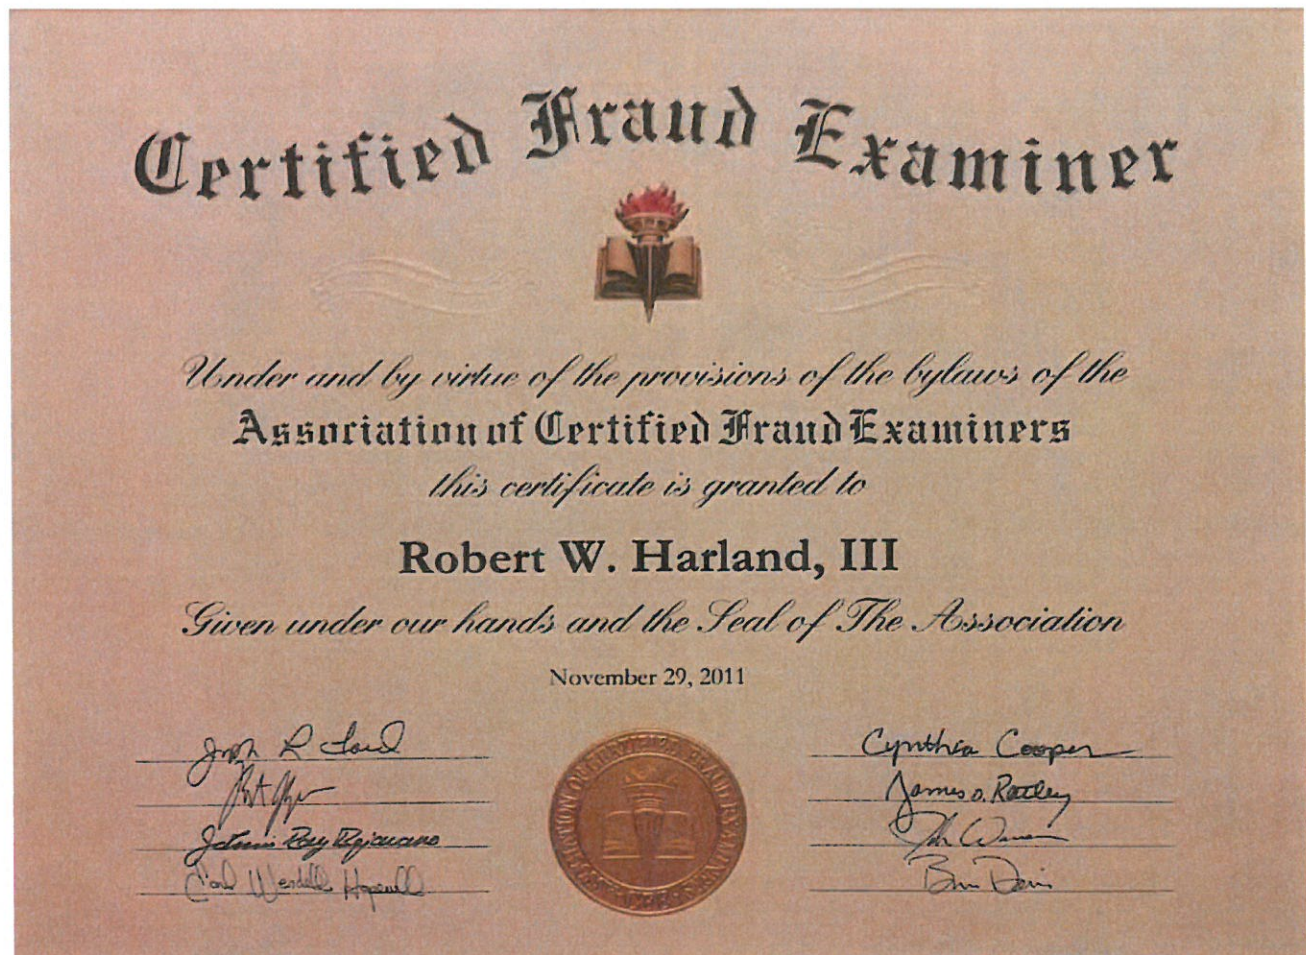 Certified Fraud Examiner
Under and by virtue of the provisions of the bylaws of the
Association of Certified Fraud Examiners
this certificate is granted to
Robert W. Harland, III
Given under our hands and the Seal of The Association
November 29, 2011
Cynthia Cooper
James D. Ratley